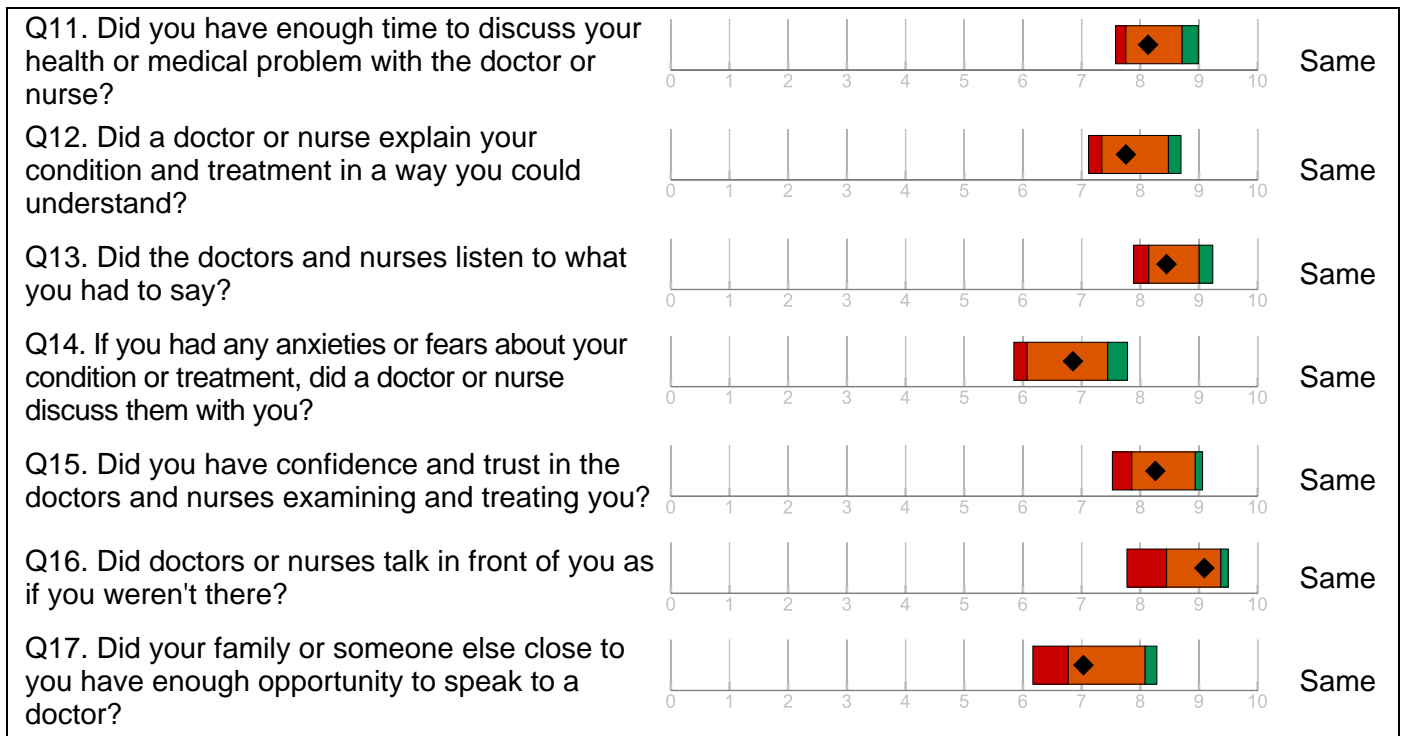 Q11. Did you have enough time to discuss your
health or medical problem with the doctor or
nurse?
0 1 2 3 4 5 6 7 8 9 10
Same
Q12. Did a doctor or nurse explain your
condition and treatment in a way you could
understand?
0 1 2 3 4 5 6 7 8 9 10
Same
Q13. Did the doctors and nurses listen to what
you had to say?
0 1 2 3 4 5 6 7 8 9 10
Same
Q14. If you had any anxieties or fears about your
condition or treatment, did a doctor or nurse
discuss them with you?
0 1 2 3 4 5 6 7 8 9 10
Same
Q15. Did you have confidence and trust in the
doctors and nurses examining and treating you?
0 1 2 3 4 5 6 7 8 9 10
Same
Q16. Did doctors or nurses talk in front of you as
if you weren't there?
0 1 2 3 4 5 6 7 8 9 10
Same
Q17. Did your family or someone else close to
you have enough opportunity to speak to a
doctor?
0 1 2 3 4 5 6 7 8 9 10
Same